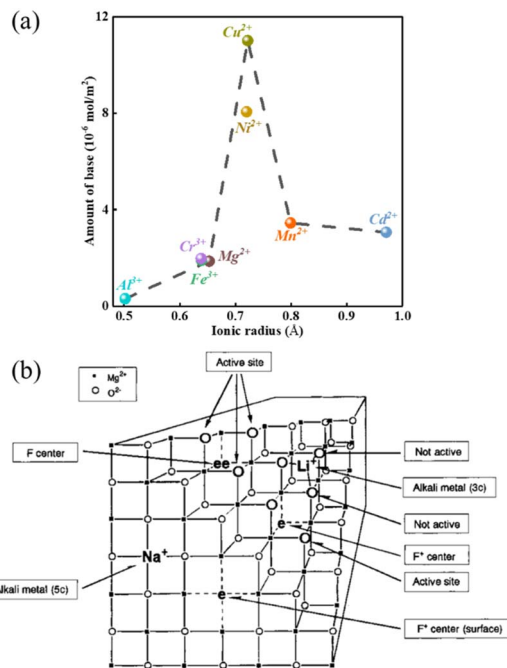 (a)
12
8
4
0
Amount of base (10⁻⁶ mol/m²)
Cu²⁺
Ni²⁺
Cr³⁺
Mg²⁺
Fe³⁺
Al³⁺
Mn²⁺
Cd²⁺
0.5 0.6 0.7 0.8 0.9 1.0
Ionic radius (Å)
(b)
Mg²⁺
O²⁻
Active site
F center
ee
Li⁺
Not active
Alkali metal (3c)
Not active
e
F⁺ center
Active site
Na⁺
e
lkali metal (5c)
F⁺ center (surface)